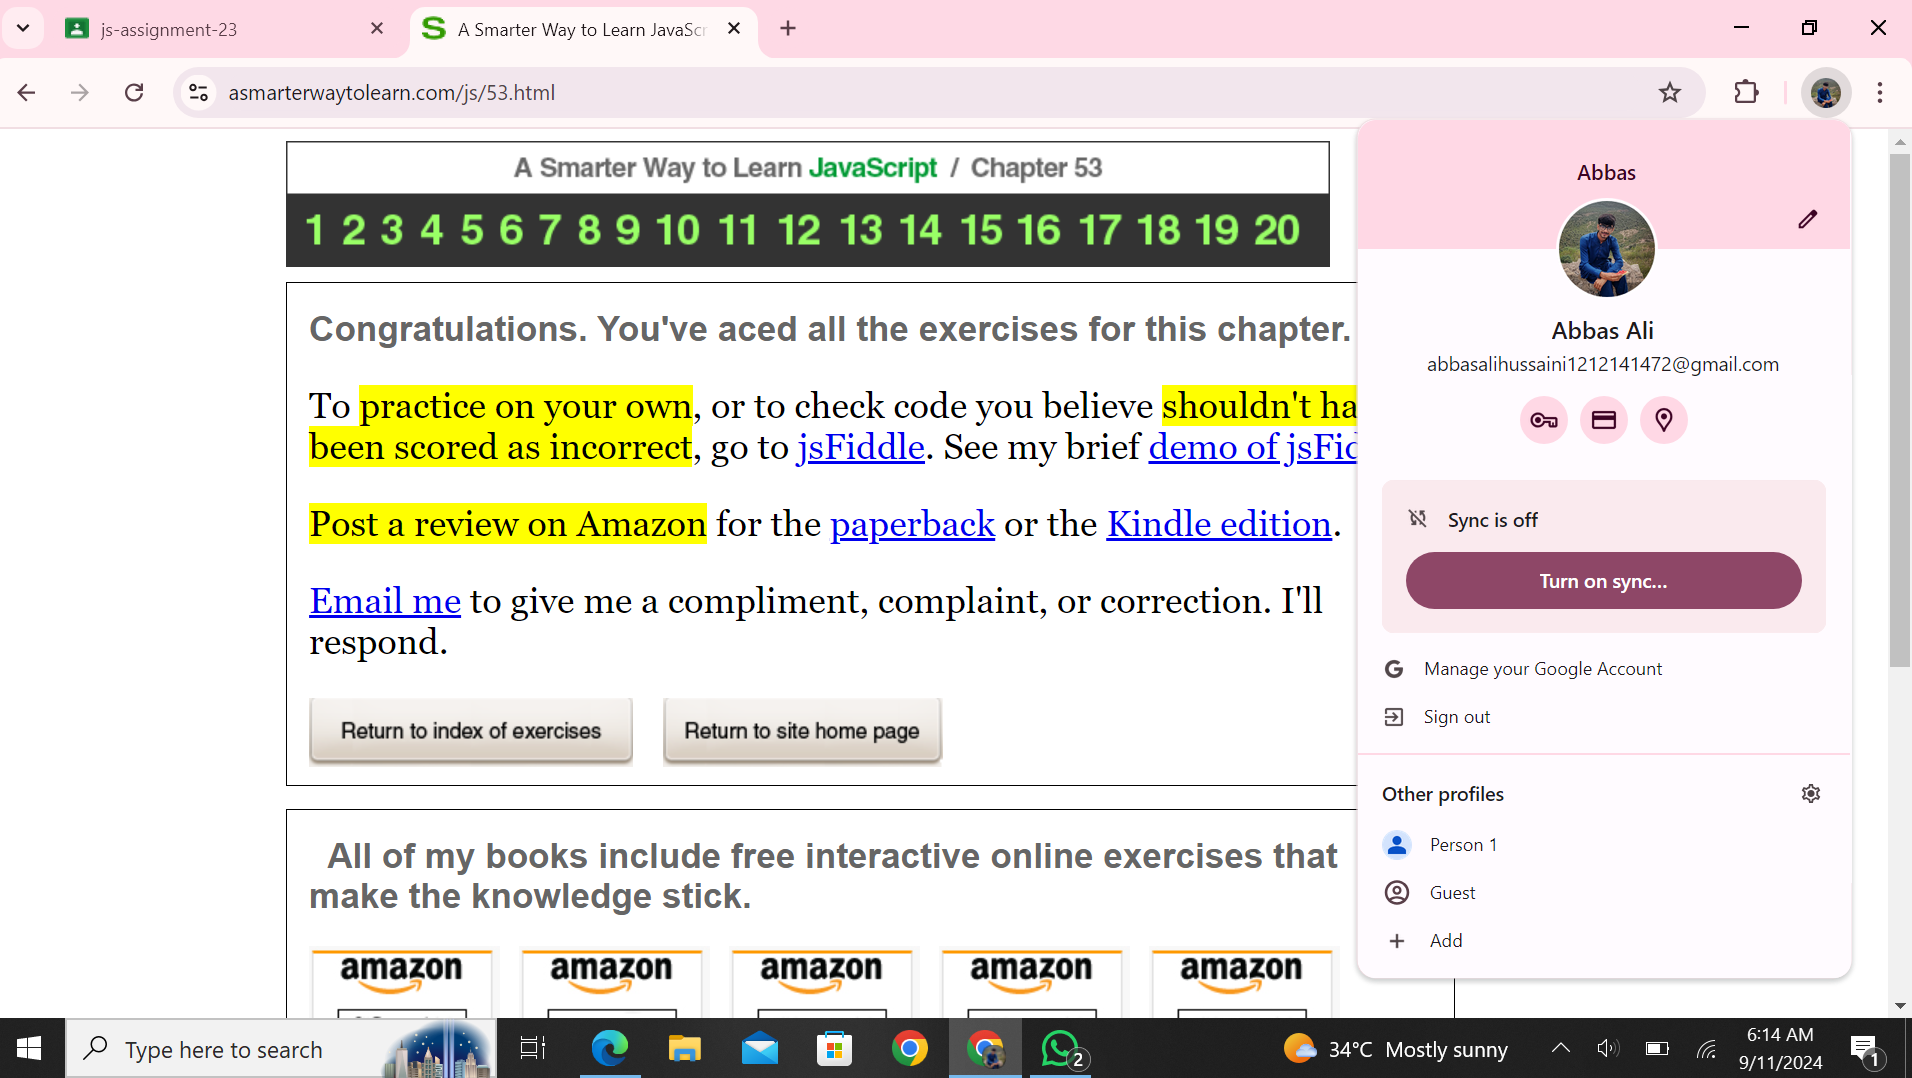 js-assignment-23
A Smarter Way to Learn JavaScr
asmarterwaytolearn.com/js/53.html
A Smarter Way to Learn JavaScript / Chapter 53
1 2 3 4 5 6 7 8 9 10 11 12 13 14 15 16 17 18 19 20
Congratulations. You've aced all the exercises for this chapter.
To practice on your own, or to check code you believe shouldn't ha
been scored as incorrect, go to jsFiddle. See my brief demo of jsFid
Post a review on Amazon for the paperback or the Kindle edition.
Email me to give me a compliment, complaint, or correction. I'll
respond.
Return to index of exercises
Return to site home page
All of my books include free interactive online exercises that
make the knowledge stick.
amazon
amazon
amazon
amazon
amazon
Abbas
Abbas Ali
abbasalihussaini1212141472@gmail.com
Sync is off
Turn on sync...
Manage your Google Account
Sign out
Other profiles
Person 1
Guest
Add
Type here to search
2
34°C Mostly sunny
6:14 AM
9/11/2024
1